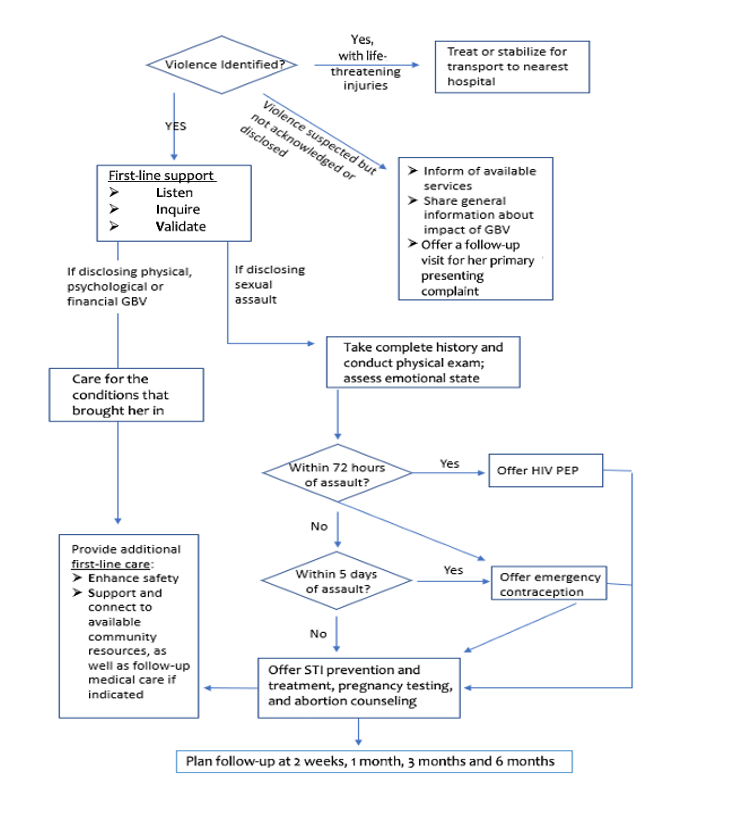 Violence Identified?
Yes,
with life-
threatening
injuries
Treat or stabilize for
transport to nearest
hospital
YES
Violence suspected but
not acknowledged or
disclosed
First-line support
➤ Listen
➤ Inquire
➤ Validate
➤ Inform of available
services
➤ Share general
information about
impact of GBV
➤ Offer a follow-up
visit for her primary
presenting
complaint
If disclosing physical,
psychological or
financial GBV
If disclosing
sexual
assault
Take complete history and
conduct physical exam;
assess emotional state
Care for the
conditions that
brought her in
Within 72 hours
of assault?
Yes
Offer HIV PEP
No
Provide additional
first-line care:
➤ Enhance safety
➤ Support and
connect to
available
community
resources, as
well as follow-up
medical care if
indicated
Within 5 days
of assault?
Yes
Offer emergency
contraception
No
Offer STI prevention and
treatment, pregnancy testing,
and abortion counseling
Plan follow-up at 2 weeks, 1 month, 3 months and 6 months